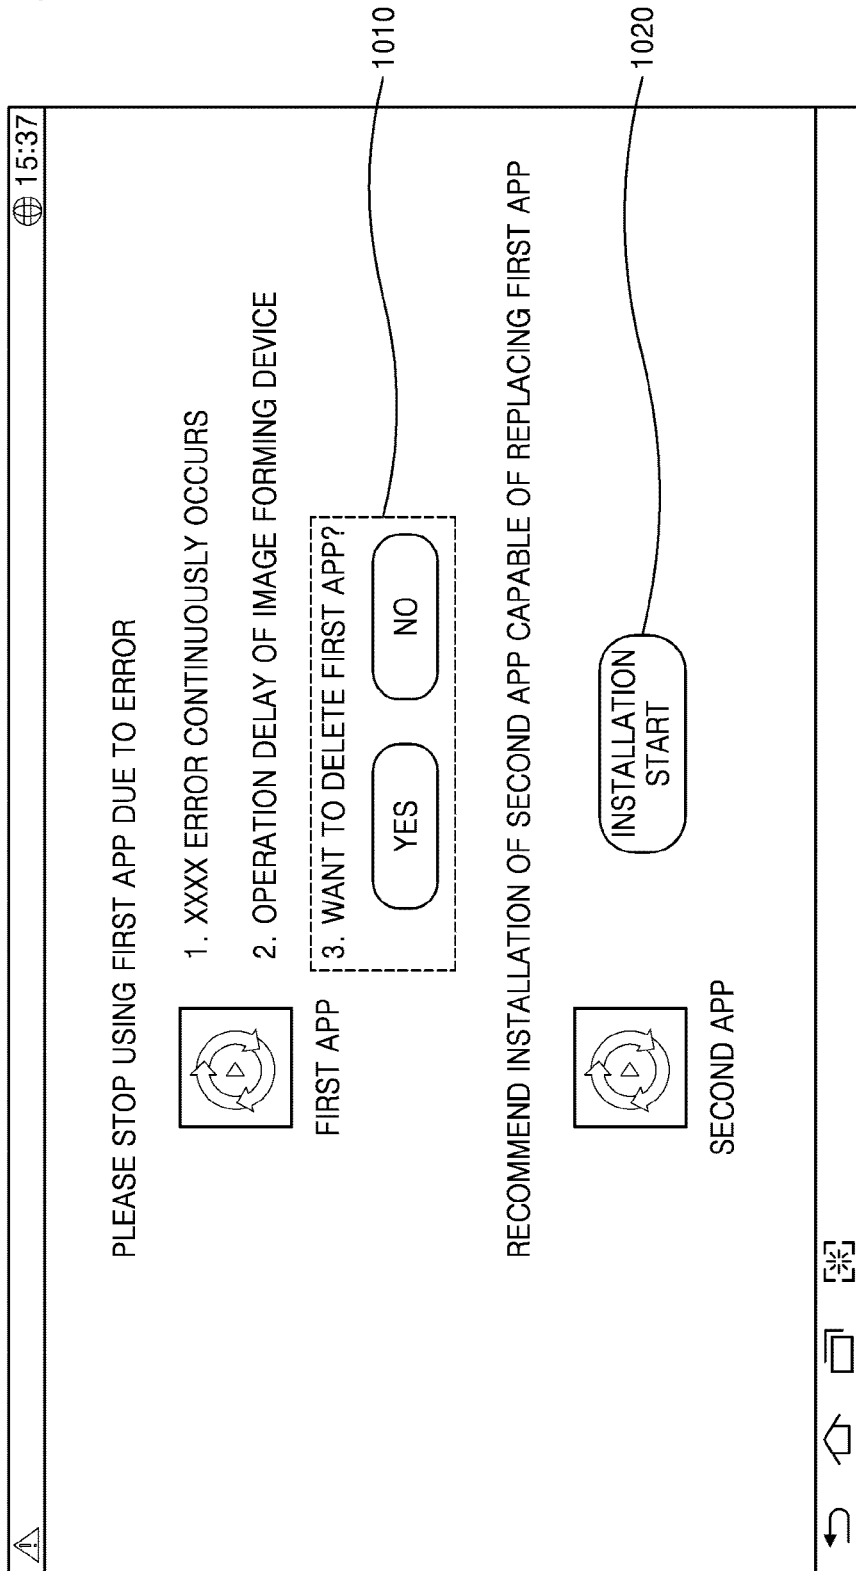 15:37
PLEASE STOP USING FIRST APP DUE TO ERROR
1. XXXX ERROR CONTINUOUSLY OCCURS
2. OPERATION DELAY OF IMAGE FORMING DEVICE
FIRST APP
3. WANT TO DELETE FIRST APP?
YES
NO
1010
RECOMMEND INSTALLATION OF SECOND APP CAPABLE OF REPLACING FIRST APP
INSTALLATION
START
1020
SECOND APP